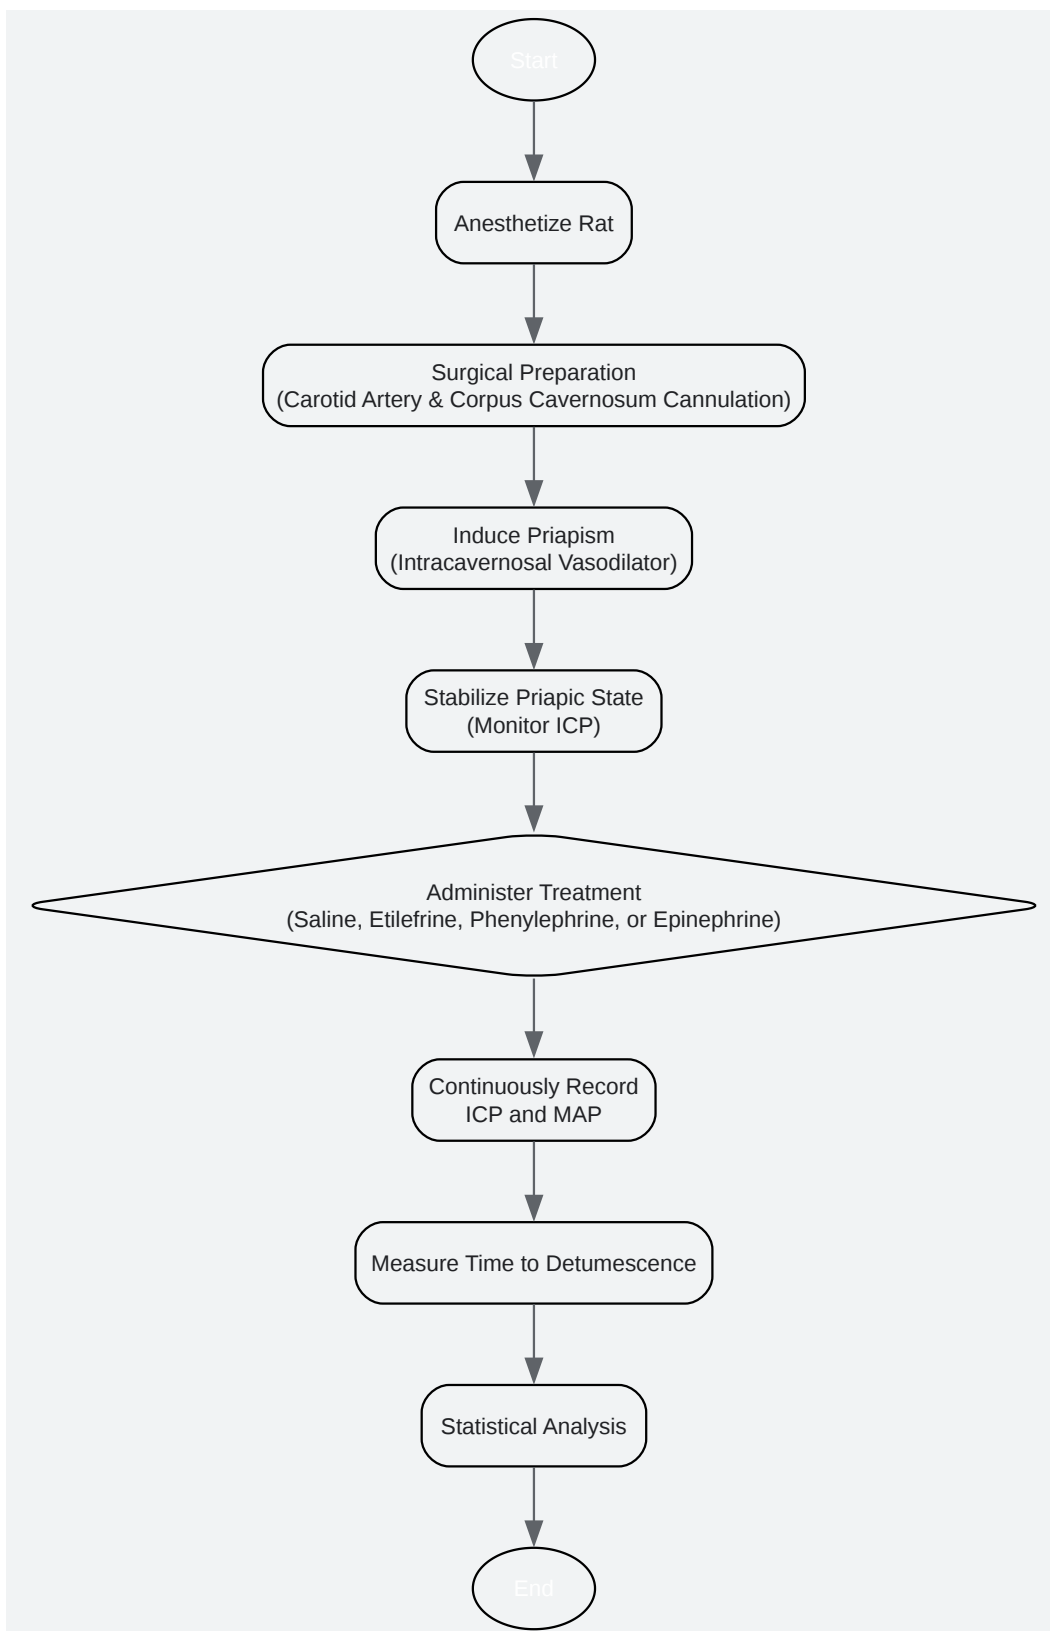 Start
Anesthetize Rat
Surgical Preparation
(Carotid Artery & Corpus Cavernosum Cannulation)
Induce Priapism
(Intracavernosal Vasodilator)
Stabilize Priapic State
(Monitor ICP)
Administer Treatment
(Saline, Etilefrine, Phenylephrine, or Epinephrine)
Continuously Record
ICP and MAP
Measure Time to Detumescence
Statistical Analysis
End